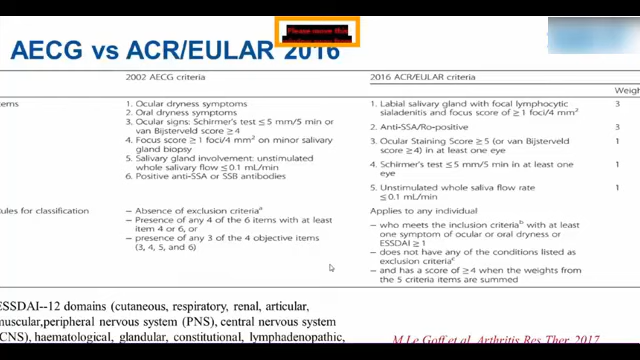 Please move this
AECG vs ACR/EULAR 2016
2002 AECG criteria
2016 ACR/EULAR criteria
Weigh
tems
1. Ocular dryness symptoms
2. Oral dryness symptoms
3. Ocular signs: Schirmer's test ≤ 5 mm/5 min or
van Bijsterveld score ≥ 4
4. Focus score ≥ 1 foci/4 mm² on minor salivary
gland biopsy
5. Salivary gland involvement: unstimulated
whole salivary flow ≤ 0.1 mL/min
6. Positive anti-SSA or SSB antibodies
1. Labial salivary gland with focal lymphocytic 3
sialadenitis and focus score of ≥ 1 foci/4 mm²
2. Anti-SSA/Ro-positive 3
3. Ocular Staining Score ≥ 5 (or van Bijsterveld 1
score ≥ 4) in at least one eye
4. Schirmer's test ≤ 5 mm/5 min in at least one 1
eye
5. Unstimulated whole saliva flow rate 1
≤ 0.1 mL/min
ules for classification
– Absence of exclusion criteriaᵃ
– Presence of any 4 of the 6 items with at least
item 4 or 6, or
– presence of any 3 of the 4 objective items
(3, 4, 5, and 6)
Applies to any individual
– who meets the inclusion criteriaᵇ with at least
one symptom of ocular or oral dryness or
ESSDAI ≥ 1
– does not have any of the conditions listed as
exclusion criteriaᶜ
– and has a score of ≥ 4 when the weights from
the 5 criteria items are summed
ESSDAI--12 domains (cutaneous, respiratory, renal, articular,
muscular,peripheral nervous system (PNS), central nervous system
(CNS), haematological, glandular, constitutional, lymphadenopathic,
M Le Goff et al. Arthritis Res Ther. 2017